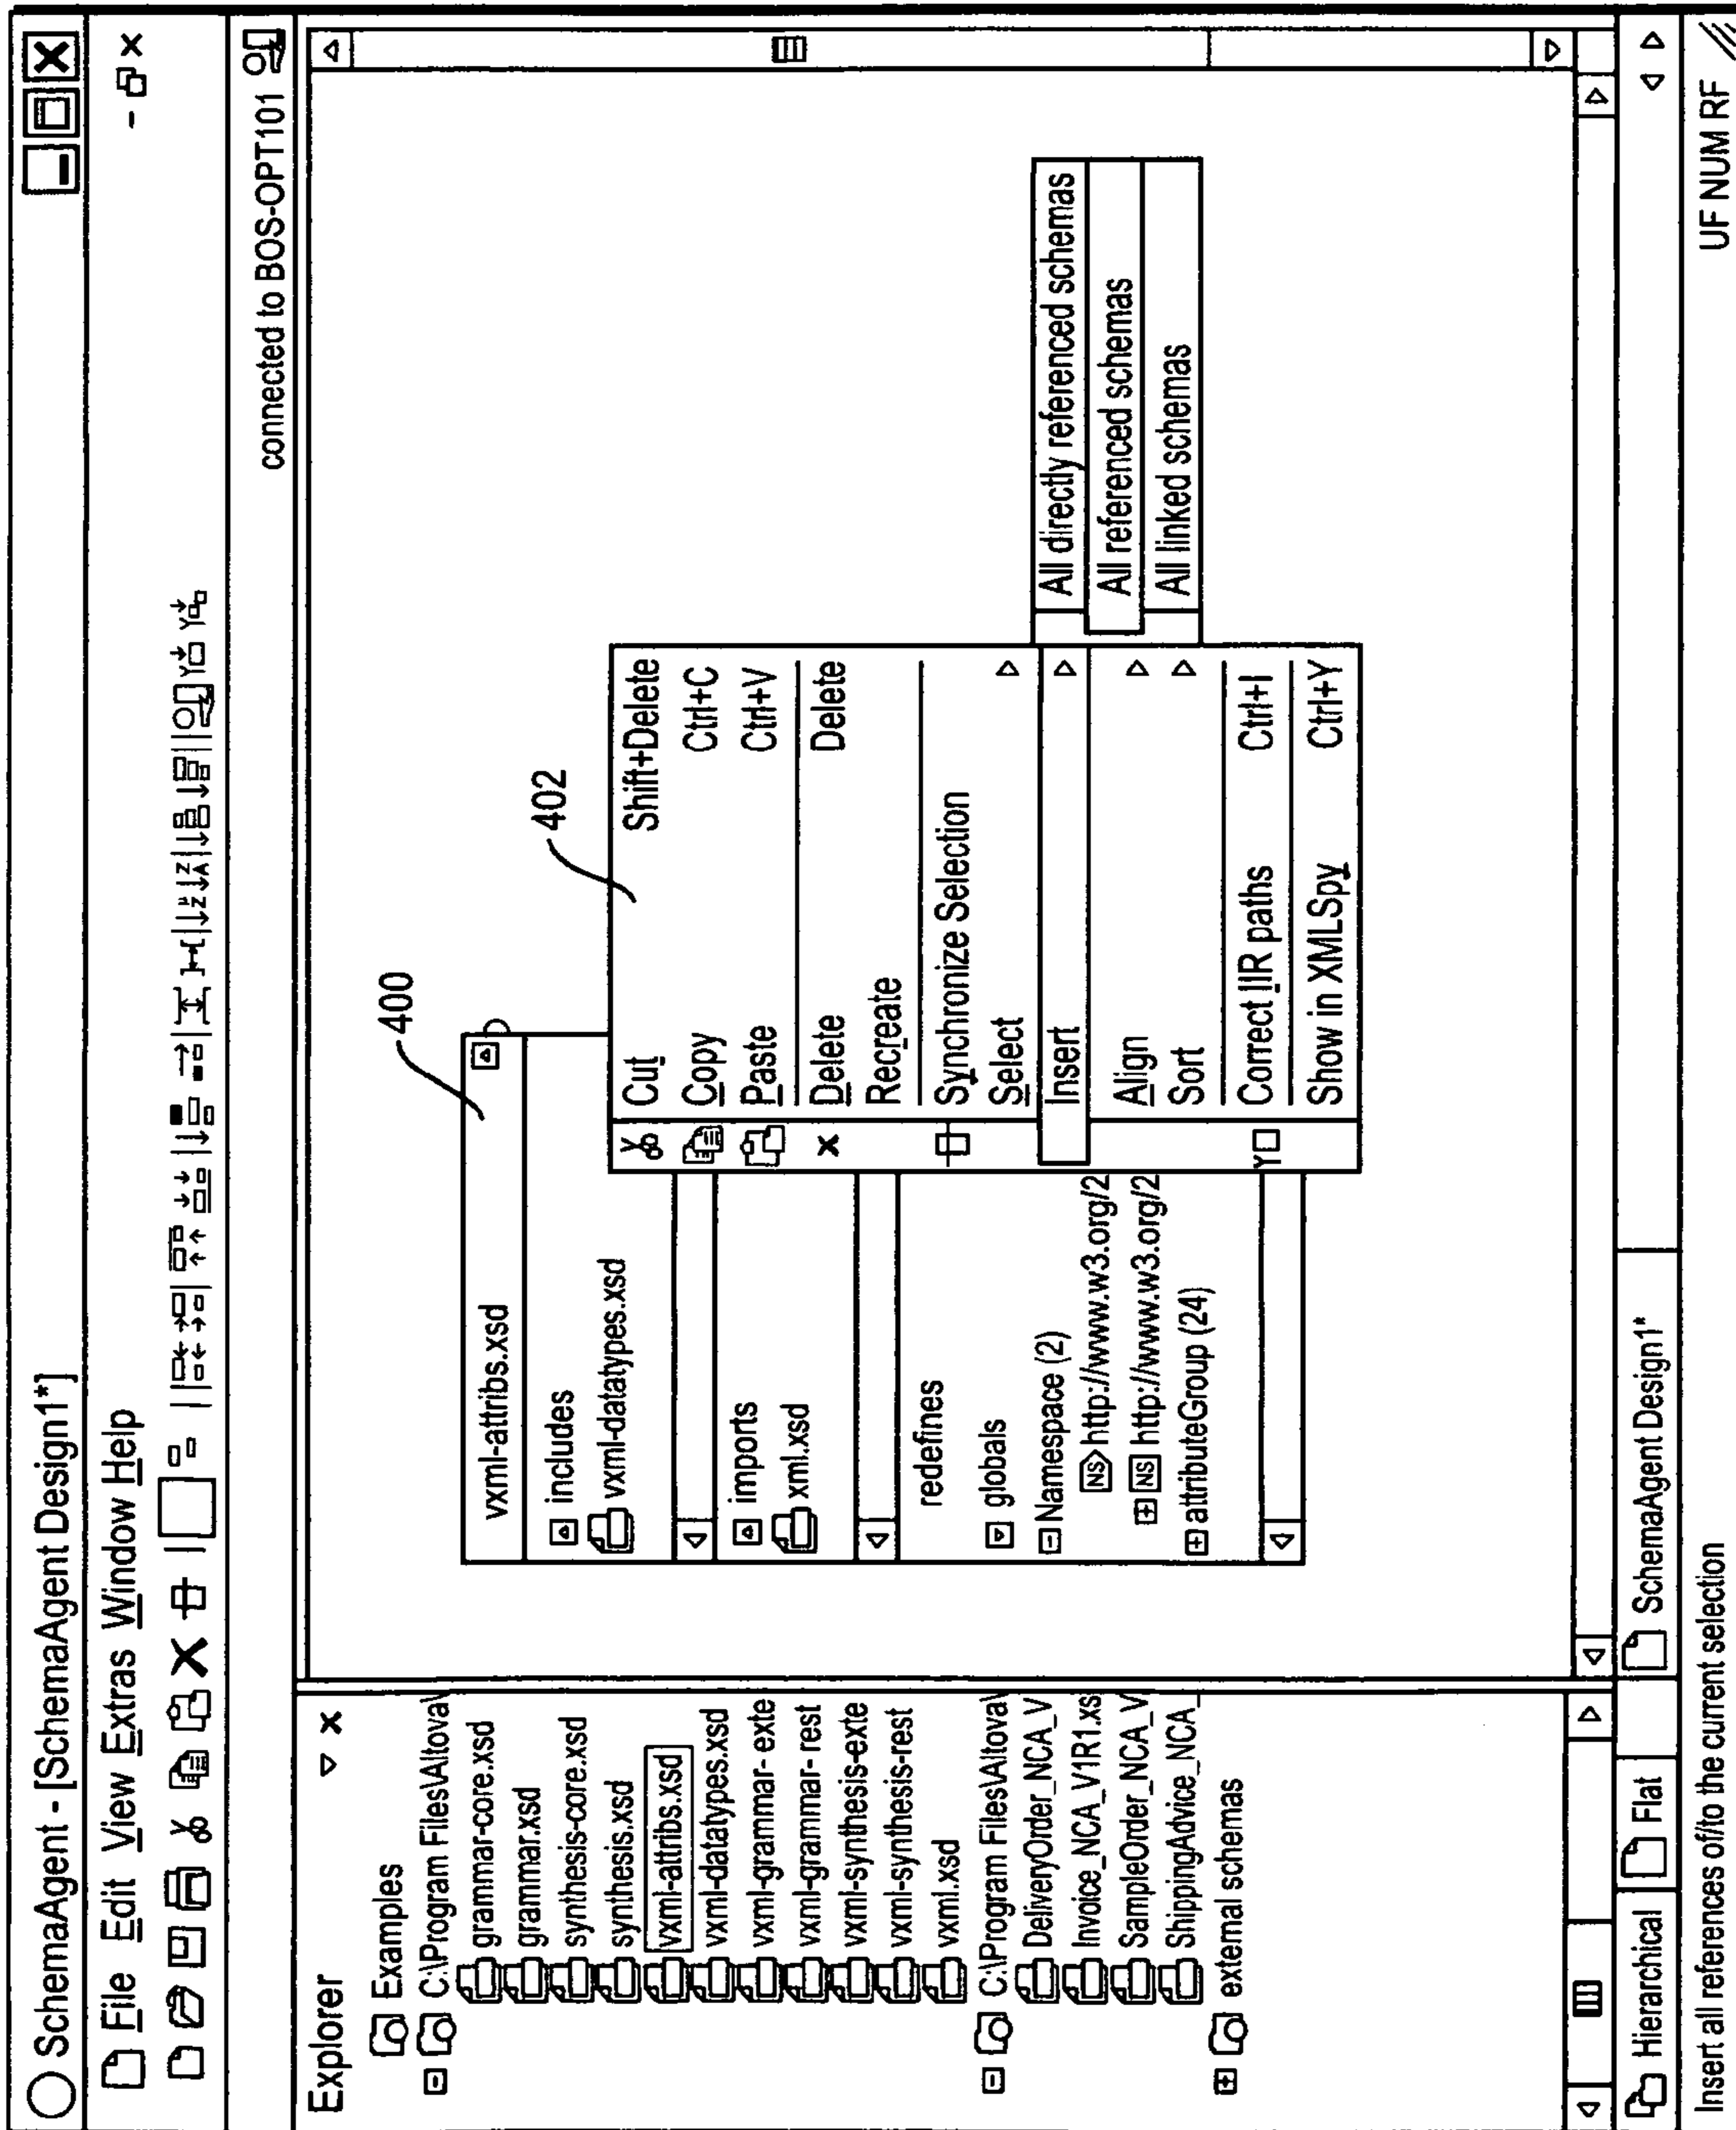 SchemaAgent - [SchemaAgent Design1*]
File Edit View Extras Window Help
connected to BOS-OPT101
Explorer
Examples
C:\Program Files\Altova\
grammar-core.xsd
grammar.xsd
synthesis-core.xsd
synthesis.xsd
vxml-attribs.xsd
vxml-datatypes.xsd
vxml-grammar- exte
vxml-grammar- rest
vxml-synthesis-exte
vxml-synthesis-rest
vxml.xsd
C:\Program Files\Altova\
DeliveryOrder_NCA_V
Invoice_NCA_V1R1.xs
SampleOrder_NCA_V
ShippingAdvice_NCA_
external schemas
Hierarchical
Flat
400
vxml-attribs.xsd
includes
vxml-datatypes.xsd
imports
xml.xsd
redefines
globals
Namespace (2)
NS http://www.w3.org/2
NS http://www.w3.org/2
attributeGroup (24)
402
Cut Shift+Delete
Copy Ctrl+C
Paste Ctrl+V
Delete Delete
Recreate
Synchronize Selection
Select
Insert
Align
Sort
Correct IIR paths Ctrl+I
Show in XMLSpy Ctrl+Y
All directly referenced schemas
All referenced schemas
All linked schemas
SchemaAgent Design1*
Insert all references of/to the current selection
UF NUM RF